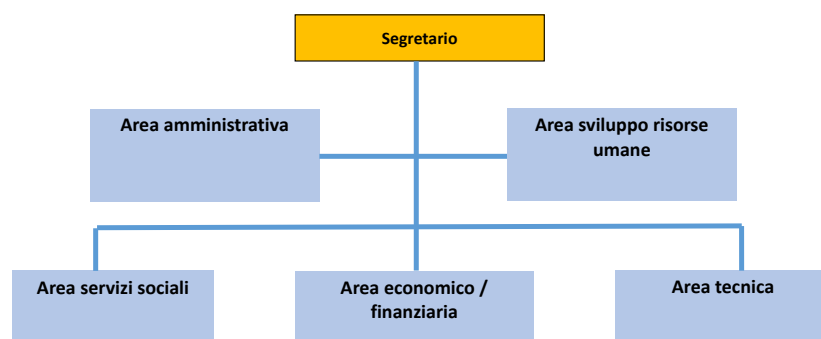 Segretario
Area amministrativa
Area sviluppo risorse
umane
Area servizi sociali
Area economico /
finanziaria
Area tecnica